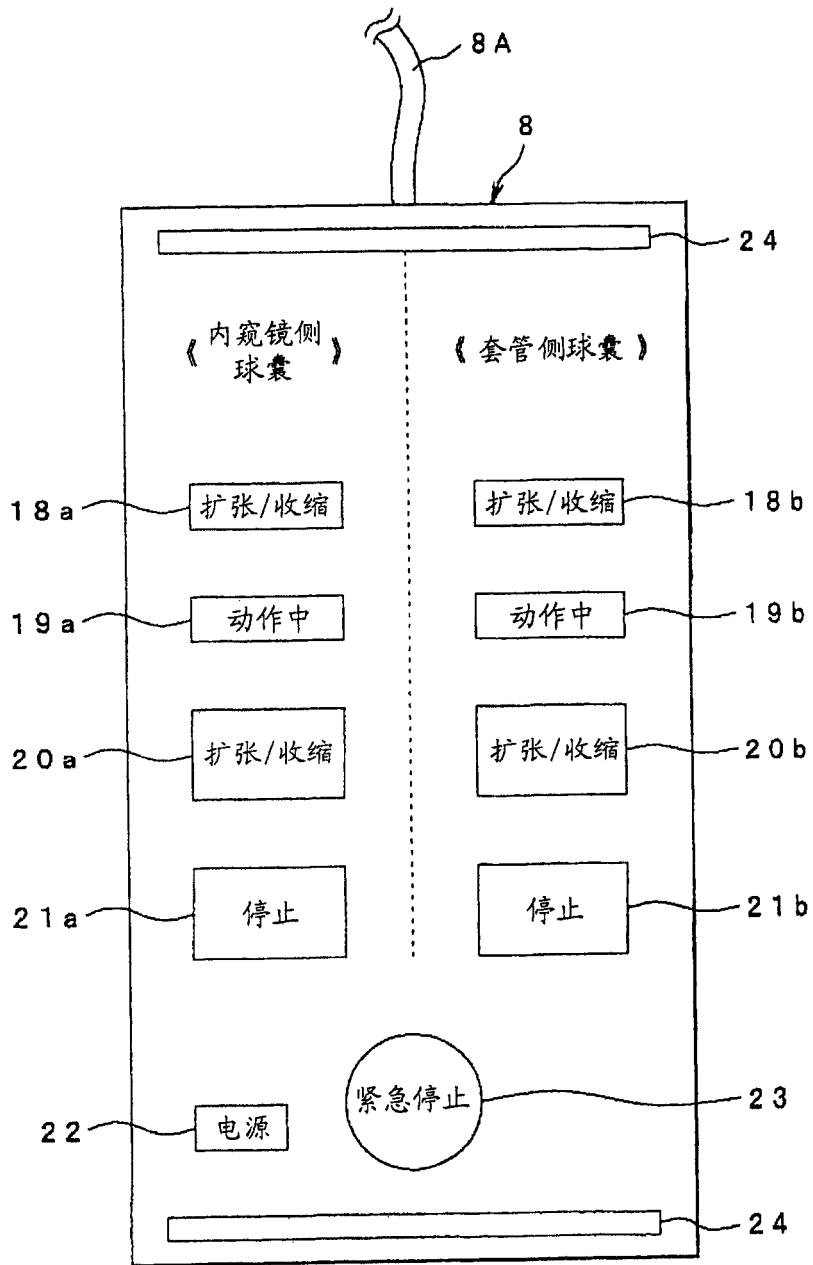 8A
8
24
《内窥镜侧球囊》
《套管侧球囊》
18a
扩张/收缩
扩张/收缩
18b
19a
动作中
动作中
19b
20a
扩张/收缩
扩张/收缩
20b
21a
停止
停止
21b
紧急停止
23
22
电源
24